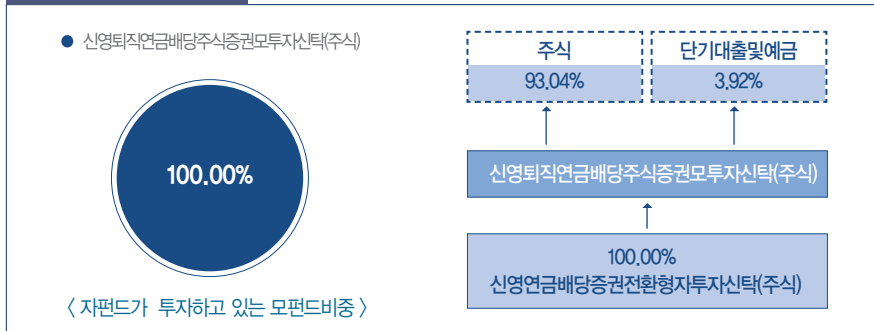 ● 신영퇴직연금배당주식증권모투자신탁(주식)
100.00%
〈 자펀드가 투자하고 있는 모펀드비중 〉
주식
93.04%
단기대출및예금
3.92%
신영퇴직연금배당주식증권모투자신탁(주식)
100.00%
신영연금배당증권전환형자투자신탁(주식)